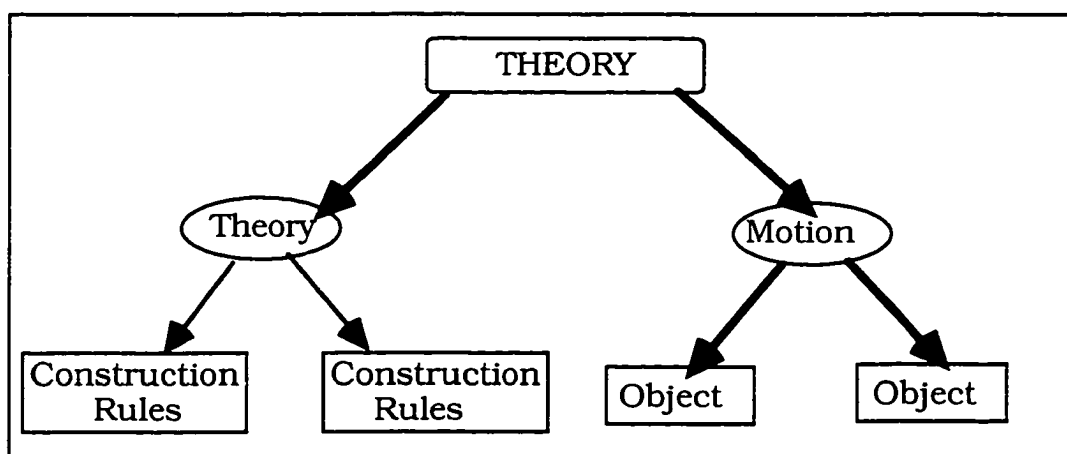 THEORY
Theory
Motion
Construction
Rules
Construction
Rules
Object
Object